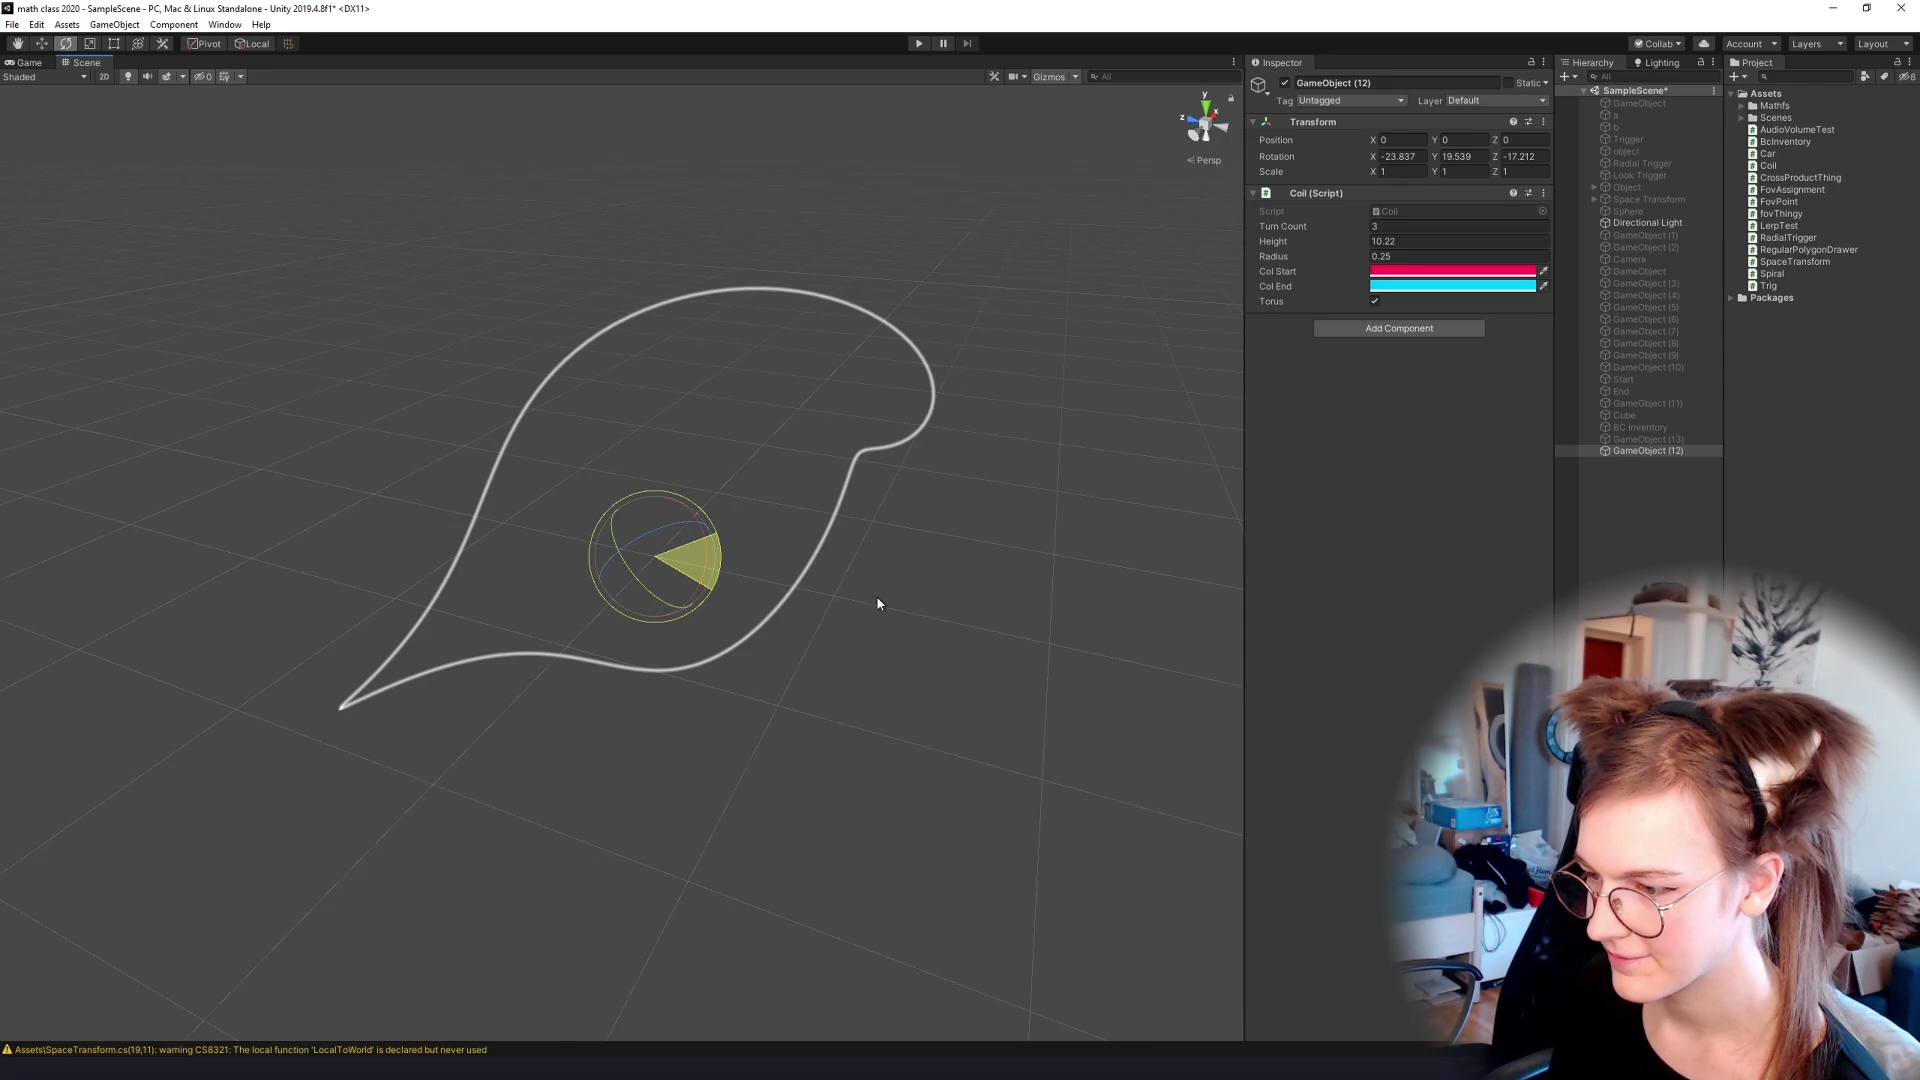 math class 2020 - SampleScene - PC, Mac & Linux Standalone - Unity 2019.4.8f1* <DX11>
File Edit Assets GameObject Component Window Help
Pivot Local Collab Account Layers Layout
Game Scene
Shaded 2D 0 Gizmos All
y
x
z
Persp
Inspector
GameObject (12) Static
Tag Untagged Layer Default
Transform
Position X 0 Y 0 Z 0
Rotation X -23.837 Y 19.539 Z -17.212
Scale X 1 Y 1 Z 1
Coil (Script)
Script Coil
Turn Count 3
Height 10.22
Radius 0.25
Col Start
Col End
Torus
Add Component
Hierarchy Lighting
All
SampleScene*
GameObject
a
b
Trigger
object
Radial Trigger
Look Trigger
Object
Space Transform
Sphere
Directional Light
GameObject (1)
GameObject (2)
Camera
GameObject
GameObject (3)
GameObject (4)
GameObject (5)
GameObject (6)
GameObject (7)
GameObject (8)
GameObject (9)
GameObject (10)
Start
End
GameObject (11)
Cube
BC Inventory
GameObject (13)
GameObject (12)
Project
8
Assets
Mathfs
Scenes
AudioVolumeTest
BcInventory
Car
Coil
CrossProductThing
FovAssignment
FovPoint
fovThingy
LerpTest
RadialTrigger
RegularPolygonDrawer
SpaceTransform
Spiral
Trig
Packages
Assets\SpaceTransform.cs(19,11): warning CS8321: The local function 'LocalToWorld' is declared but never used